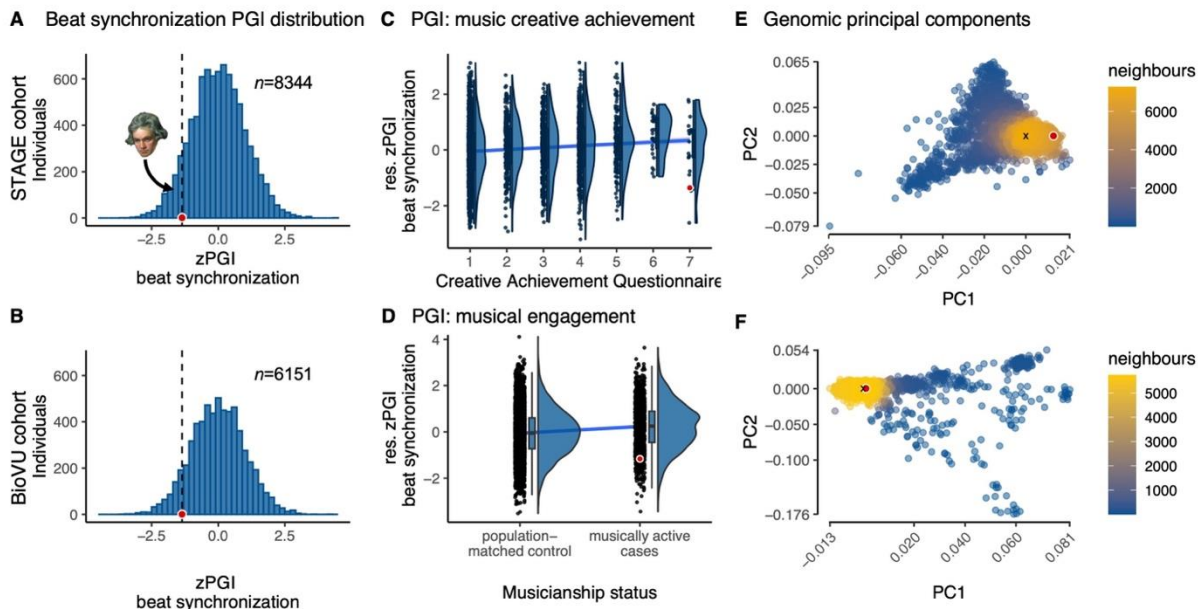 A Beat synchronization PGI distribution
STAGE cohort
Individuals
600
400
200
0
n=8344
−2.5
0.0
2.5
zPGI
beat synchronization
B
BioVU cohort
Individuals
600
400
200
0
n=6151
−2.5
0.0
2.5
zPGI
beat synchronization
C PGI: music creative achievement
res. zPGI
beat synchronization
2
0
−2
1 2 3 4 5 6 7
Creative Achievement Questionnaire
D PGI: musical engagement
res. zPGI
beat synchronization
4
2
0
−2
population−
matched control
musically active
cases
Musicianship status
E Genomic principal components
PC2
0.065
0.025
0.000
−0.025
−0.050
−0.079
x
−0.095
−0.060
−0.040
−0.020
0.000
0.021
PC1
neighbours
6000
4000
2000
F
PC2
0.054
0.000
−0.050
−0.100
−0.176
x
−0.013
0.020
0.040
0.060
0.081
PC1
neighbours
5000
4000
3000
2000
1000